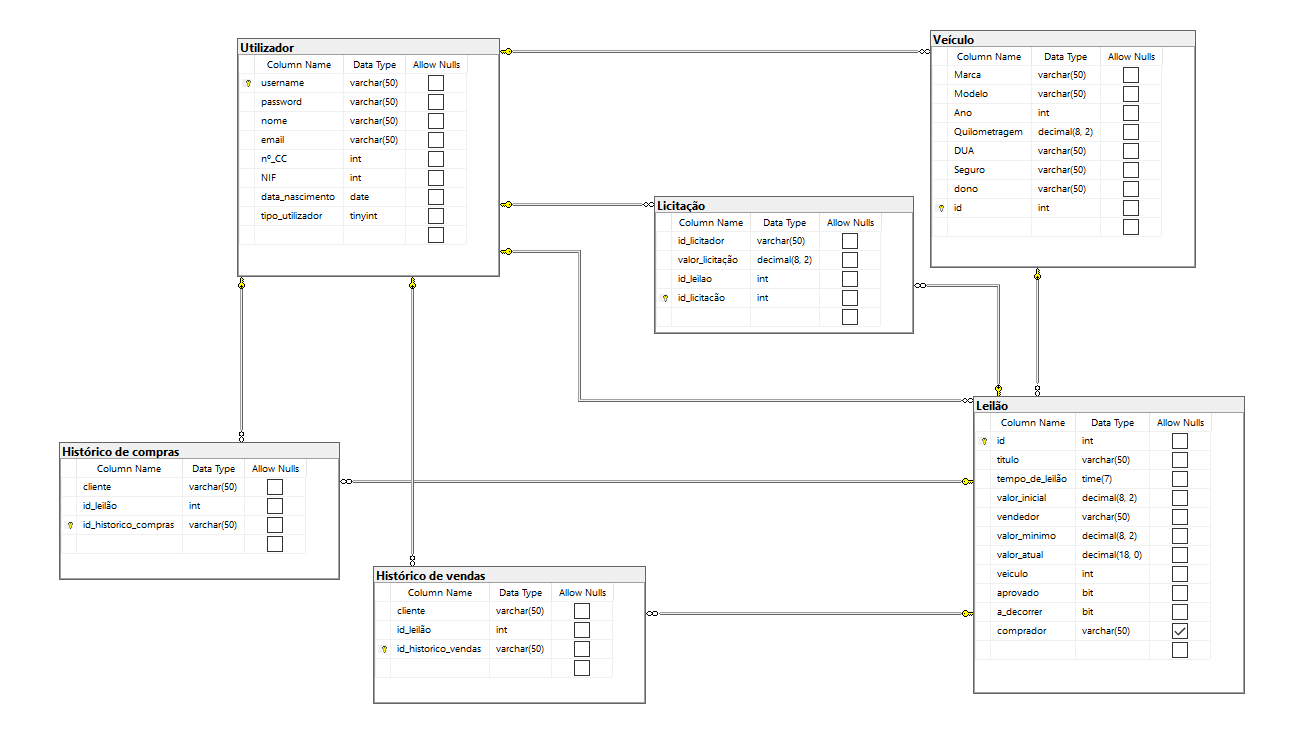 Utilizador
Column Name Data Type Allow Nulls
username varchar(50)
password varchar(50)
nome varchar(50)
email varchar(50)
nº_CC int
NIF int
data_nascimento date
tipo_utilizador tinyint
Veículo
Column Name Data Type Allow Nulls
Marca varchar(50)
Modelo varchar(50)
Ano int
Quilometragem decimal(8, 2)
DUA varchar(50)
Seguro varchar(50)
dono varchar(50)
id int
Licitação
Column Name Data Type Allow Nulls
id_licitador varchar(50)
valor_licitação decimal(8, 2)
id_leilao int
id_licitacão int
Leilão
Column Name Data Type Allow Nulls
id int
titulo varchar(50)
tempo_de_leilão time(7)
valor_inicial decimal(8, 2)
vendedor varchar(50)
valor_minimo decimal(8, 2)
valor_atual decimal(18, 0)
veiculo int
aprovado bit
a_decorrer bit
comprador varchar(50)
Histórico de compras
Column Name Data Type Allow Nulls
cliente varchar(50)
id_leilão int
id_historico_compras varchar(50)
Histórico de vendas
Column Name Data Type Allow Nulls
cliente varchar(50)
id_leilão int
id_historico_vendas varchar(50)